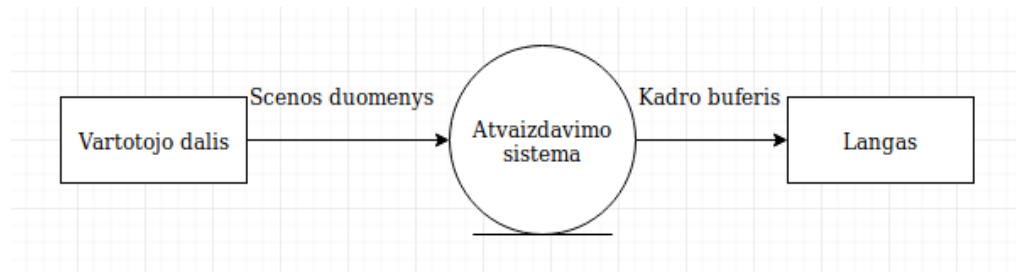 Scenos duomenys
Kadro buferis
Vartotojo dalis
Atvaizdavimo
sistema
Langas